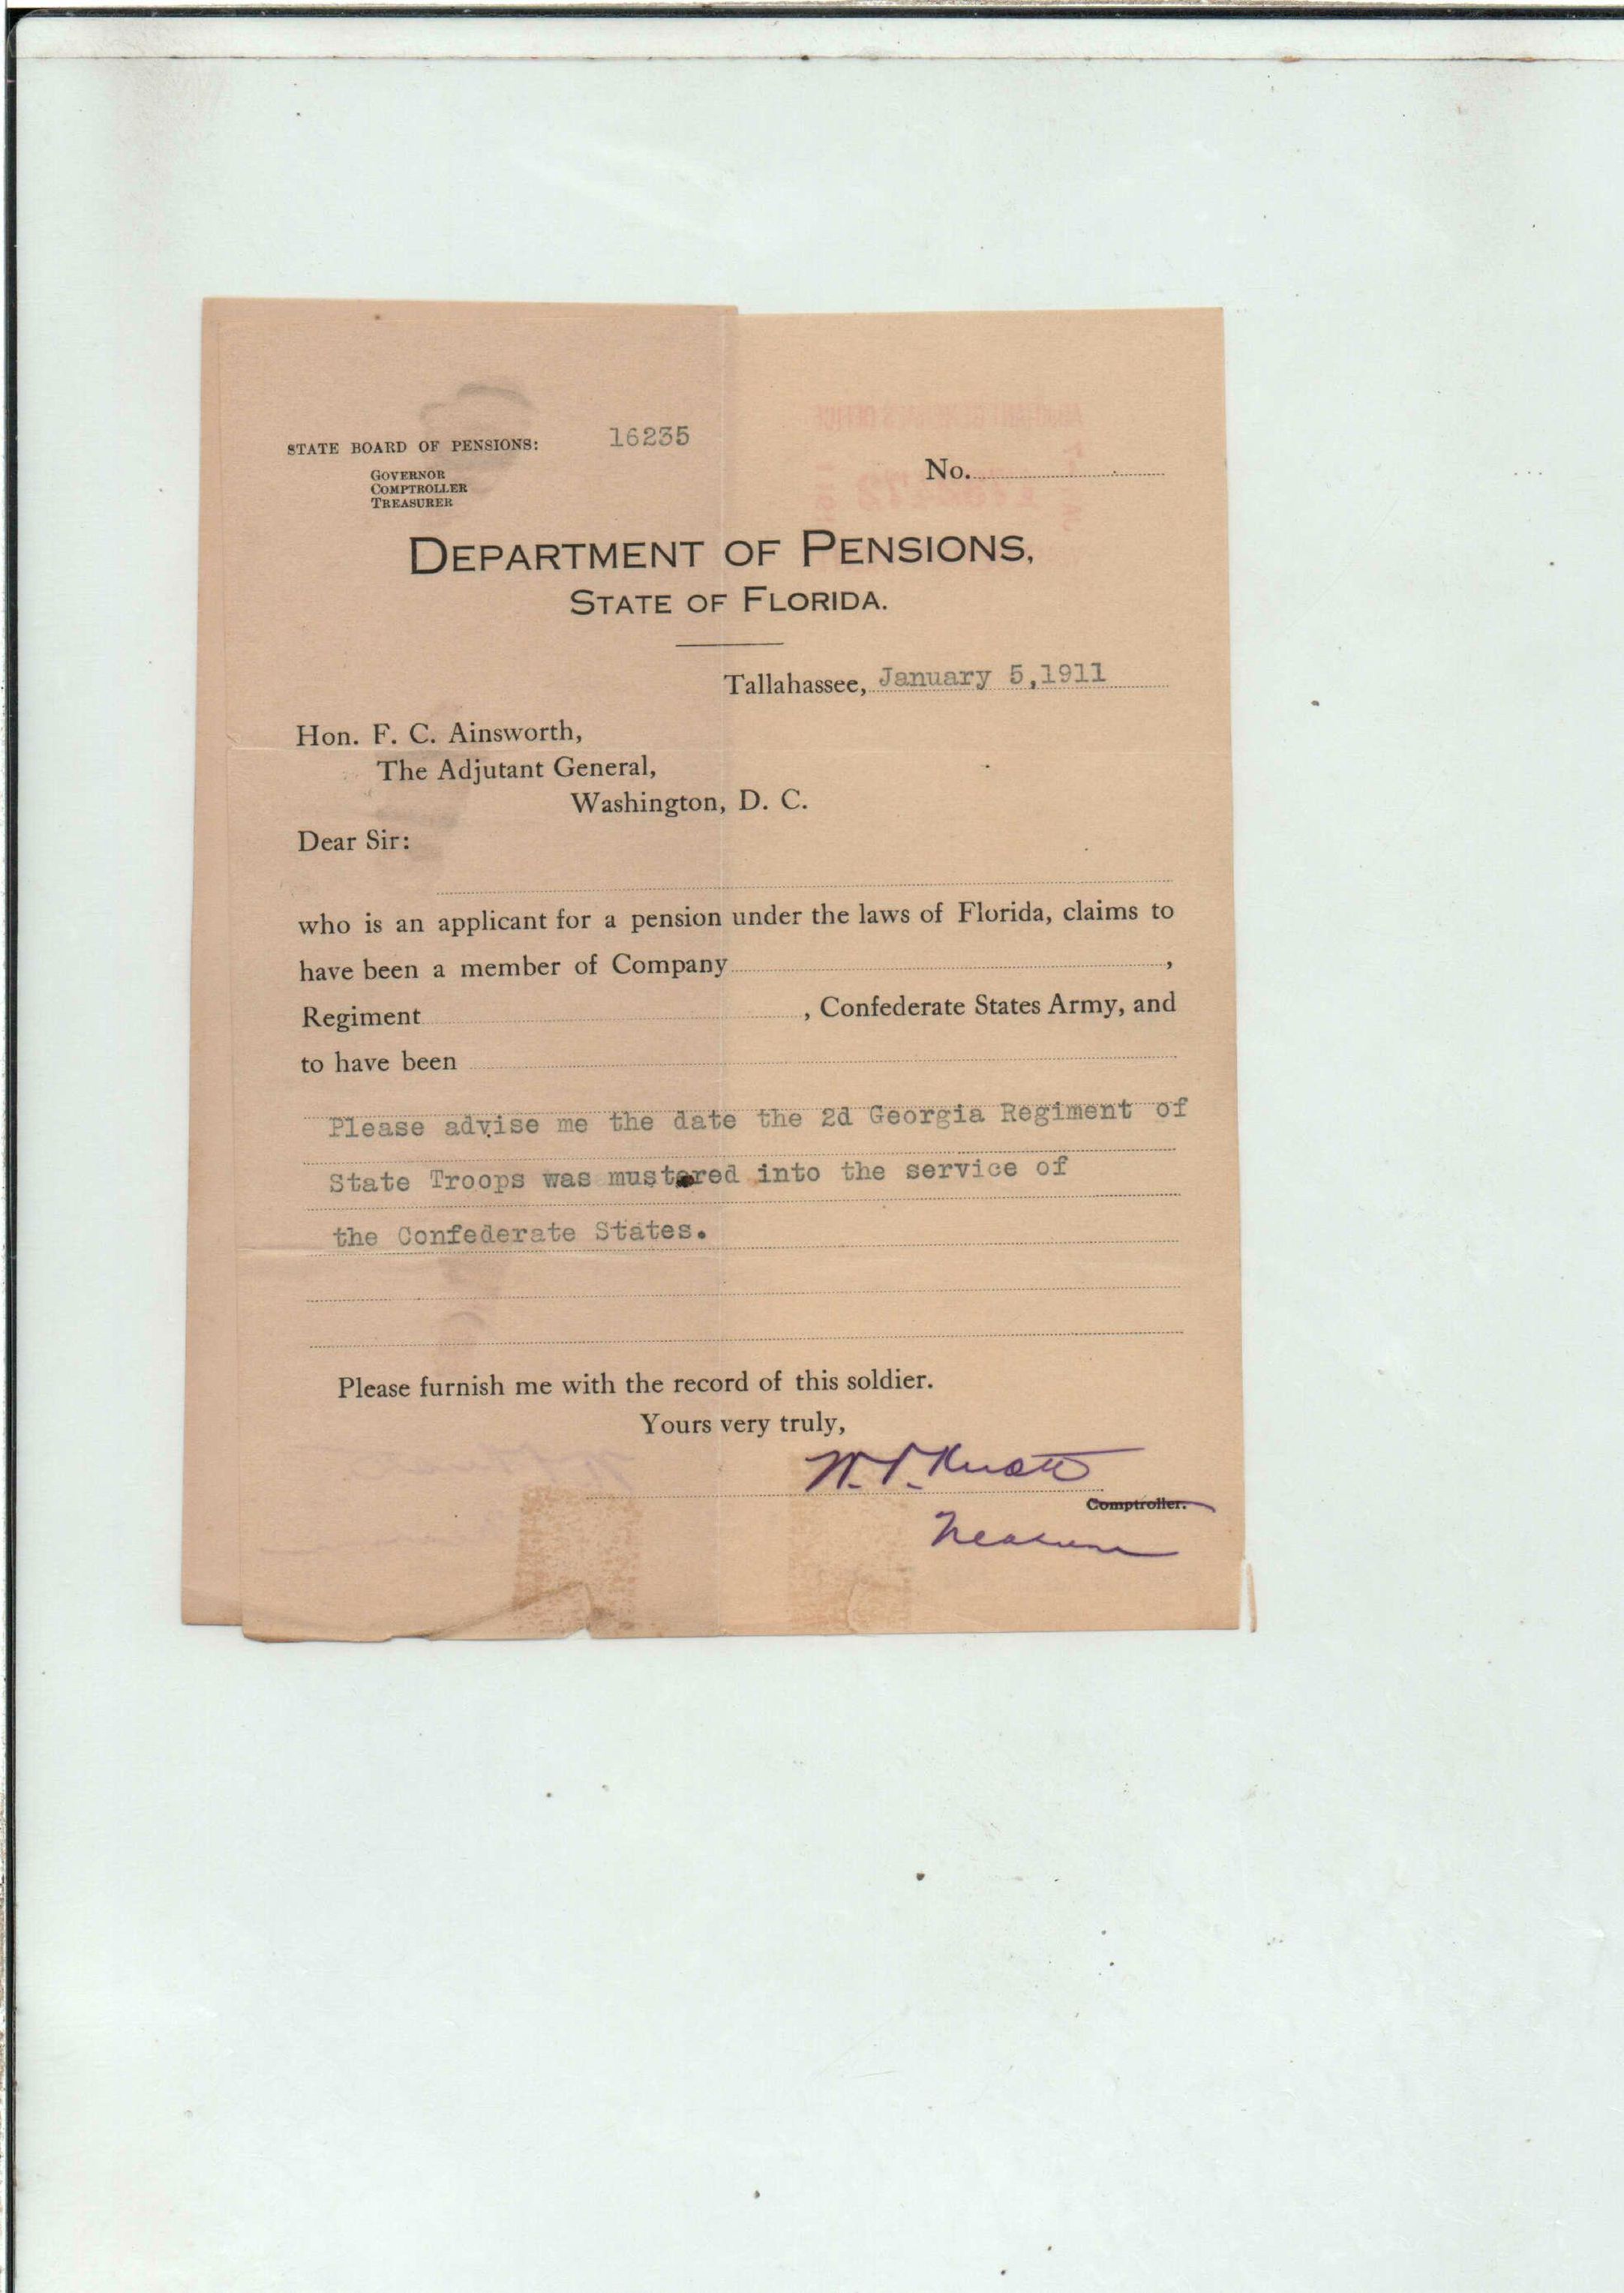 STATE BOARD OF PENSIONS: 16235
GOVERNOR
COMPTROLLER
TREASURER
No.
DEPARTMENT OF PENSIONS,
STATE OF FLORIDA.
Tallahassee, January 5,1911
Hon. F. C. Ainsworth,
The Adjutant General,
Washington, D. C.
Dear Sir:
who is an applicant for a pension under the laws of Florida, claims to
have been a member of Company ,
Regiment , Confederate States Army, and
to have been
Please advise me the date the 2d Georgia Regiment of
State Troops was mustered into the service of
the Confederate States.
Please furnish me with the record of this soldier.
Yours very truly,
W.V. Knott
Comptroller.
Treasurer